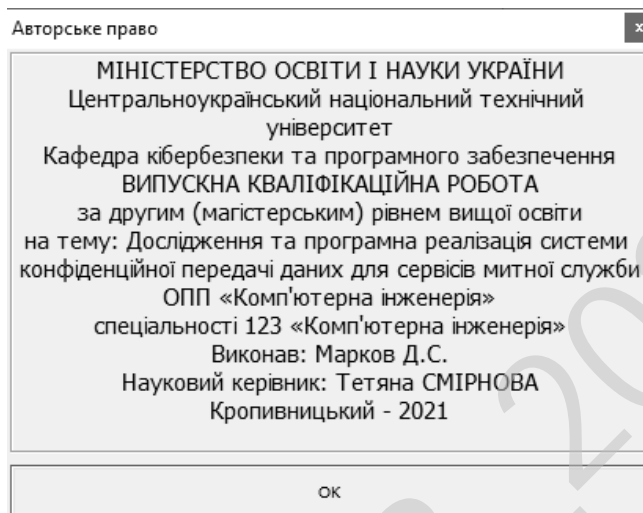 Авторське право
x
МІНІСТЕРСТВО ОСВІТИ І НАУКИ УКРАЇНИ
Центральноукраїнський національний технічний
університет
Кафедра кібербезпеки та програмного забезпечення
ВИПУСКНА КВАЛІФІКАЦІЙНА РОБОТА
за другим (магістерським) рівнем вищої освіти
на тему: Дослідження та програмна реалізація системи
конфіденційної передачі даних для сервісів митної служби
ОПП «Комп'ютерна інженерія»
спеціальності 123 «Комп'ютерна інженерія»
Виконав: Марков Д.С.
Науковий керівник: Тетяна СМІРНОВА
Кропивницький - 2021
ОК